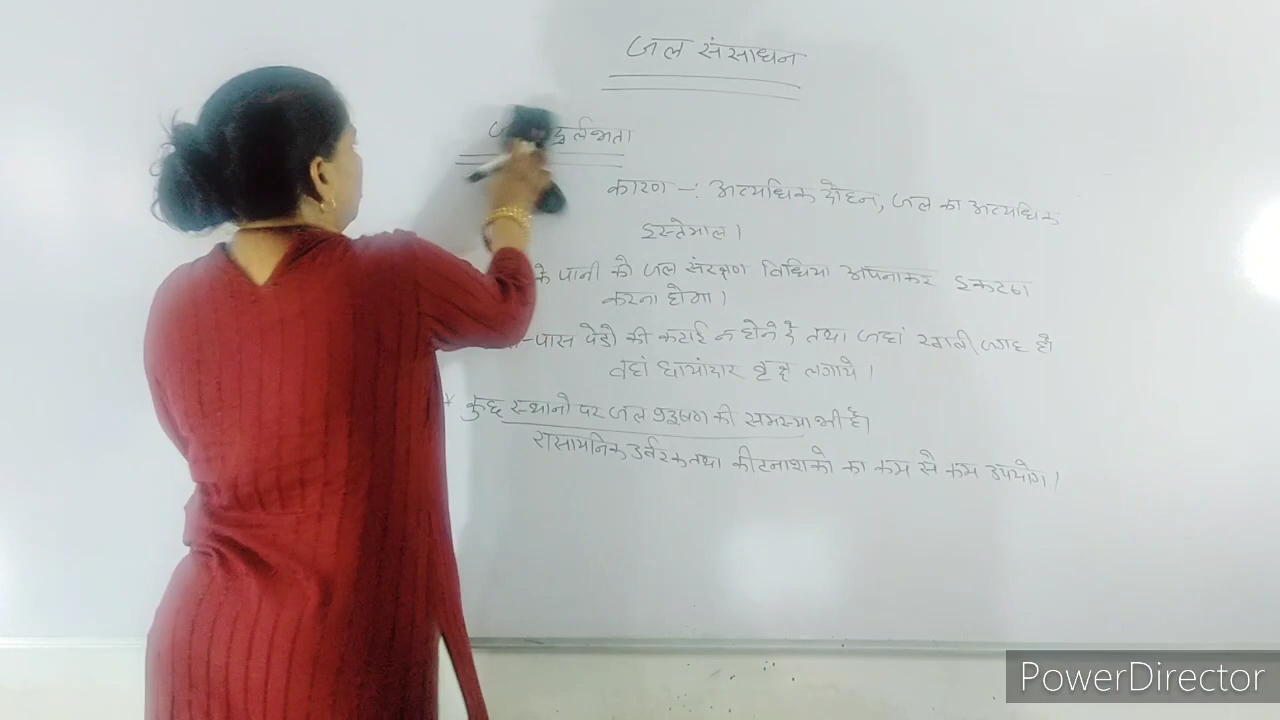 जल संसाधन
दुर्लभता
कारण -: अत्यधिक दोहन, जल का अत्यधिक
इस्तेमाल।
के पानी को जल संरक्षण विधिया अपनाकर इकटठा
करना होगा।
-पास पेडो की कटाई न होने दे तथा जहां खाली जगह हो
वहां छायांदार वृक्ष लगाये।
* कुछ स्थानो पर जल प्रदूषण की समस्या भी है।
रासायनिक उर्वरक तथा कीटनाशको का कम से कम उपयोग।
PowerDirector